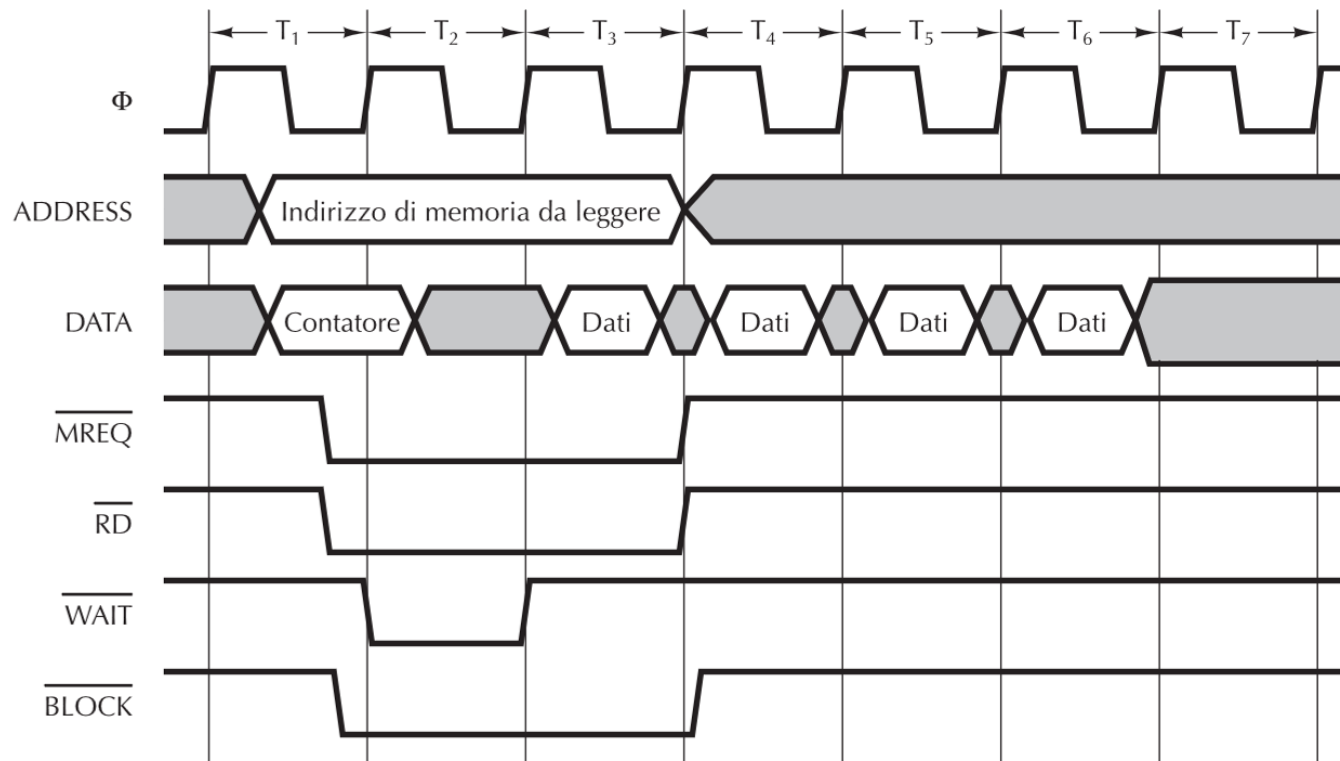 T₁ T₂ T₃ T₄ T₅ T₆ T₇
Φ
ADDRESS Indirizzo di memoria da leggere
DATA Contatore Dati Dati Dati Dati
MREQ
RD
WAIT
BLOCK